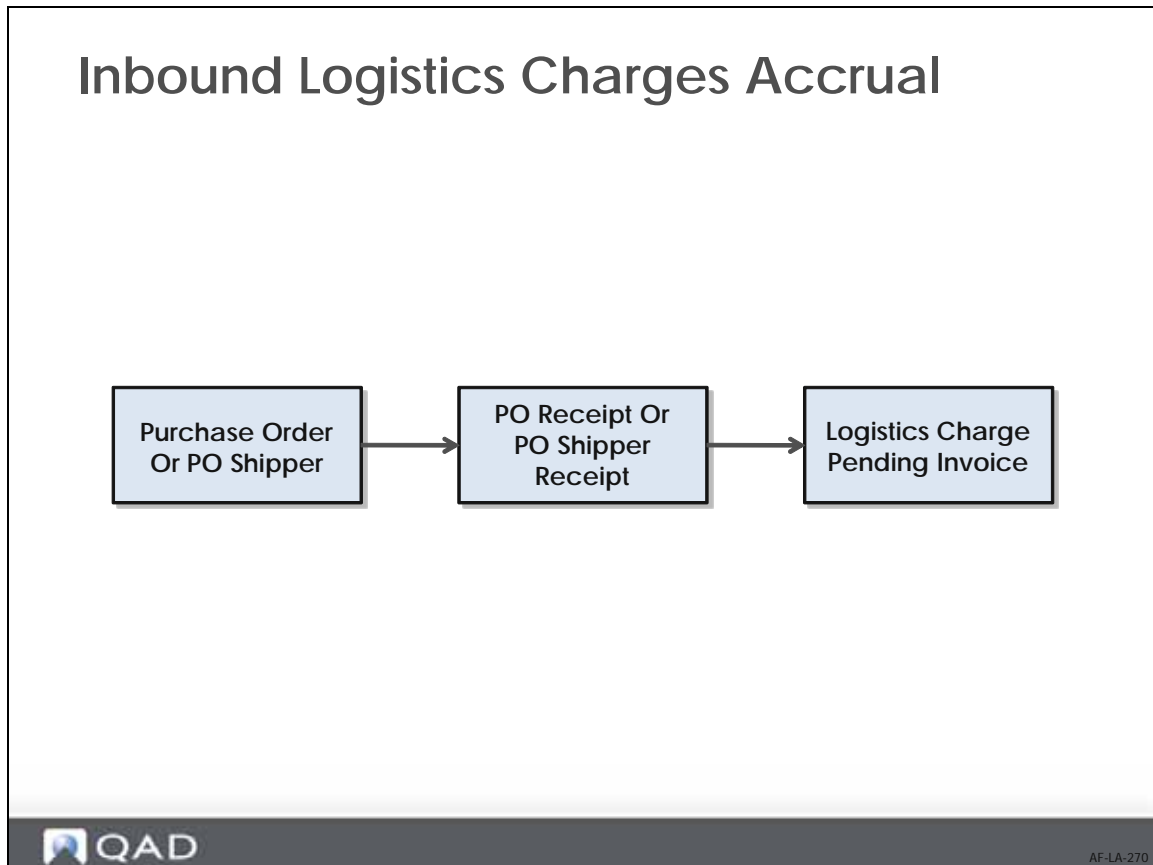 Inbound Logistics Charges Accrual
Purchase Order
Or PO Shipper
PO Receipt Or
PO Shipper
Receipt
Logistics Charge
Pending Invoice
QAD
AF-LA-270